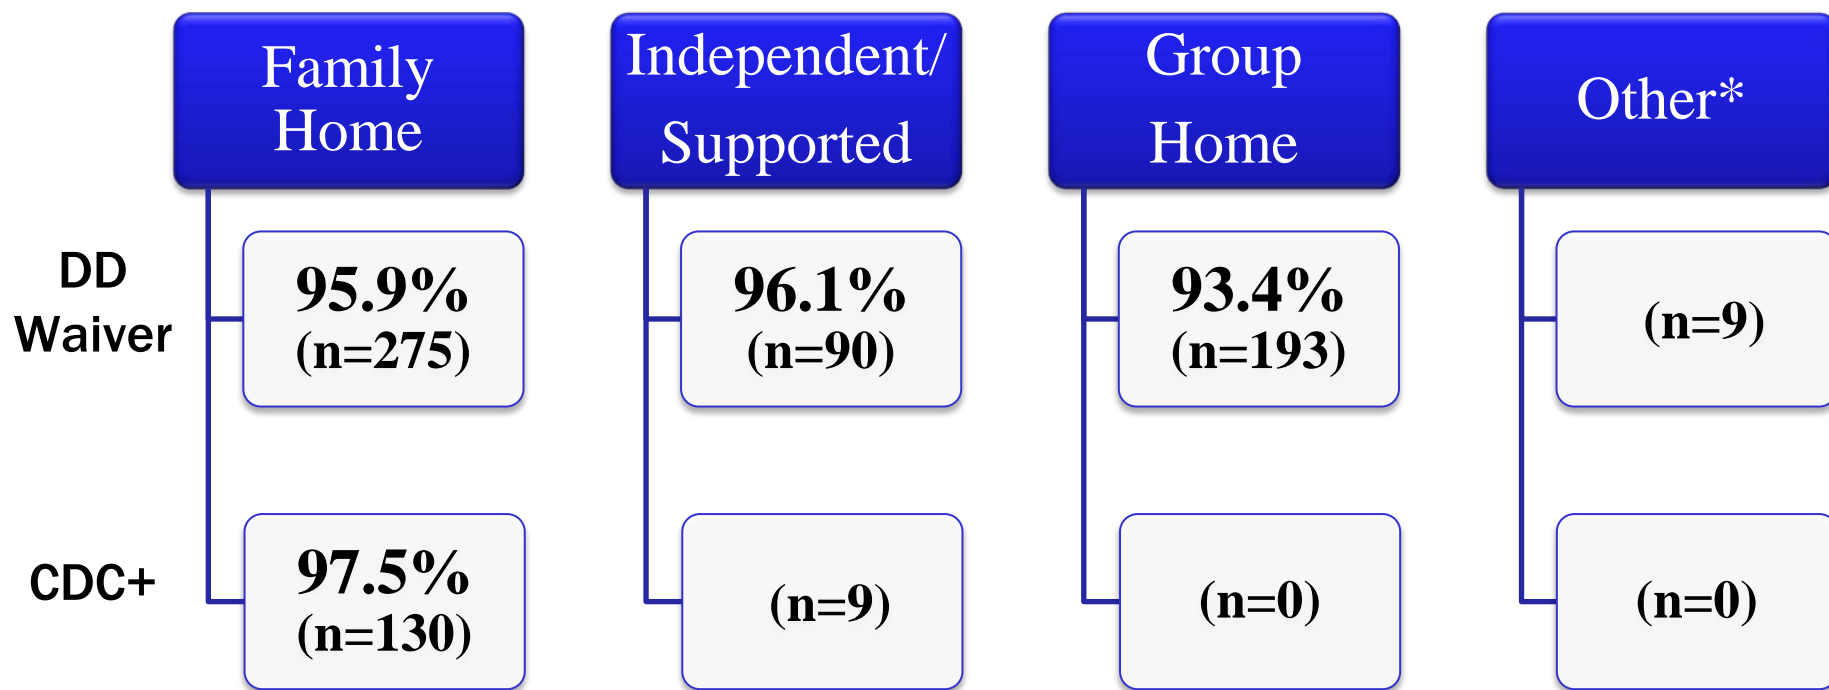 Family
Home
Independent/
Supported
Group
Home
Other*
DD
Waiver
95.9%
(n=275)
96.1%
(n=90)
93.4%
(n=193)
(n=9)
CDC+
97.5%
(n=130)
(n=9)
(n=0)
(n=0)